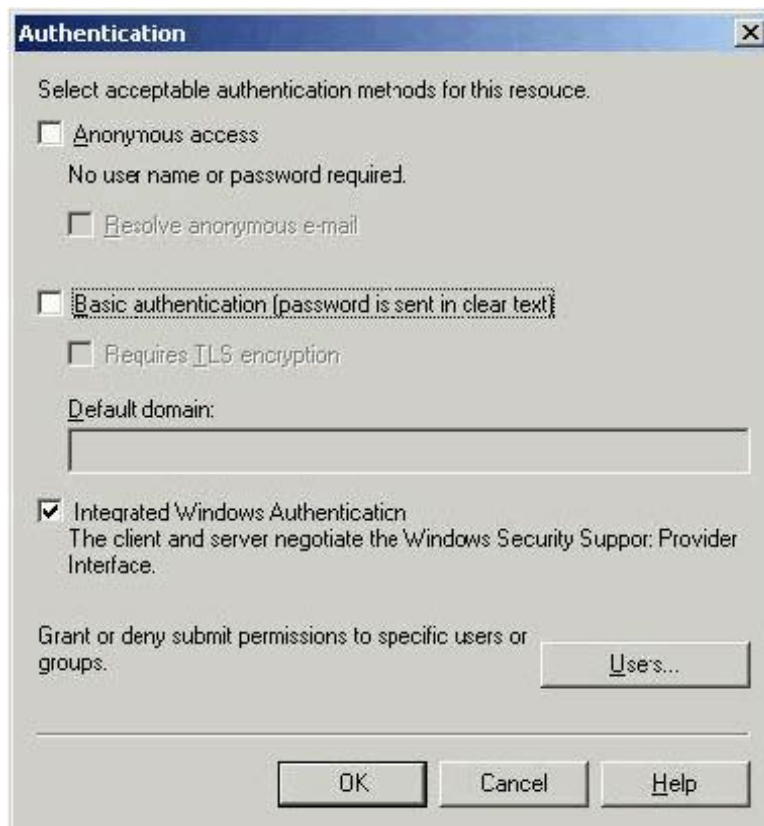 Authentication
Select acceptable authentication methods for this resouce.
Anonymous access
No user name or password required.
Resolve anonymous e-mail
Basic authentication (password is sent in clear text)
Requires TLS encryption
Default domain:
Integrated Windows Authentication
The client and server negotiate the Windows Security Support Provider
Interface.
Grant or deny submit permissions to specific users or
groups.
Users...
OK
Cancel
Help